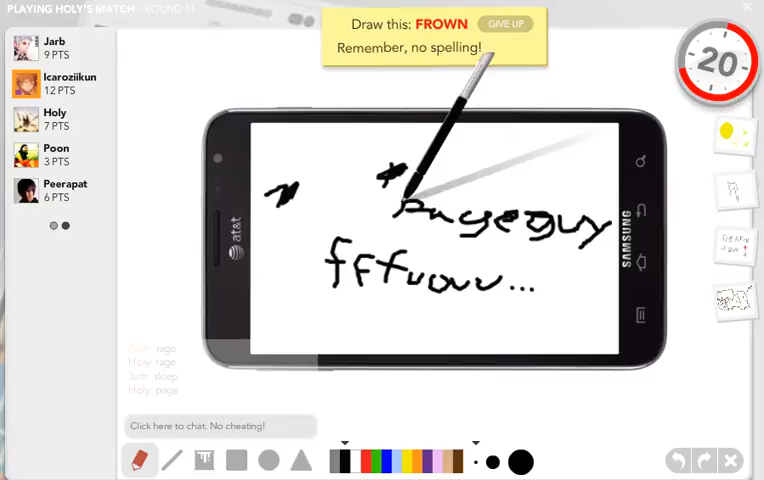 PLAYING HOLY'S MATCH / ROUND 11
Draw this: FROWN GIVE UP
Remember, no spelling!
Jarb
9 PTS
Icaroziikun
12 PTS
Holy
7 PTS
Poon
3 PTS
Peerapat
6 PTS
20
at&t
SAMSUNG
Rageguy
fffuuuu...
Poon: rage
Holy: rage
Jarb: sleep
Holy: page
Click here to chat. No cheating!